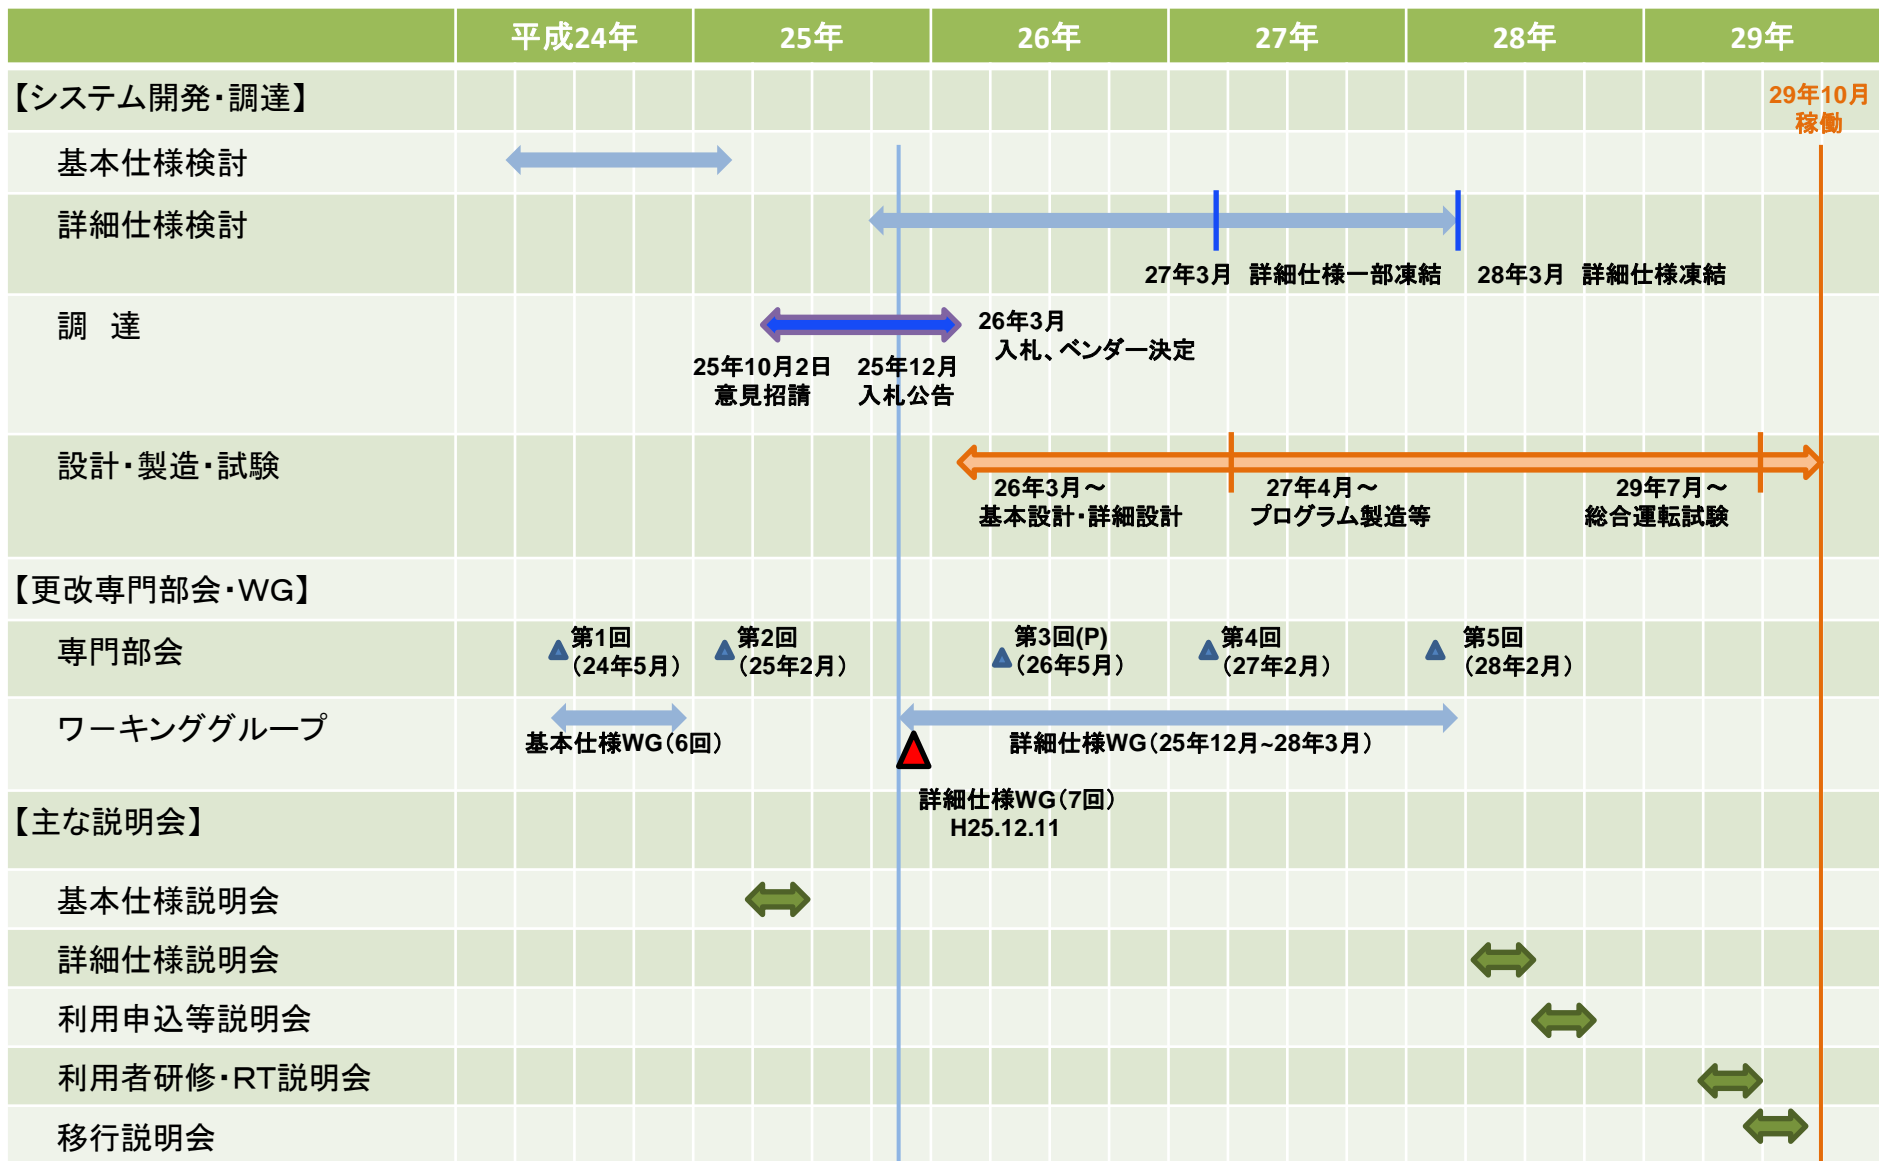 平成24年 25年 26年 27年 28年 29年
【システム開発・調達】
29年10月
稼働
基本仕様検討
詳細仕様検討
27年3月 詳細仕様一部凍結 28年3月 詳細仕様凍結
調 達
26年3月
入札、ベンダー決定
25年10月2日
意見招請
25年12月
入札公告
設計・製造・試験
26年3月～
基本設計・詳細設計
27年4月～
プログラム製造等
29年7月～
総合運転試験
【更改専門部会・WG】
専門部会
第1回
（24年5月）
第2回
（25年2月）
第3回(P)
（26年5月）
第4回
（27年2月）
第5回
（28年2月）
ワーキンググループ
基本仕様WG（6回） 詳細仕様WG（25年12月~28年3月）
詳細仕様WG（7回）
H25.12.11
【主な説明会】
基本仕様説明会
詳細仕様説明会
利用申込等説明会
利用者研修・RT説明会
移行説明会